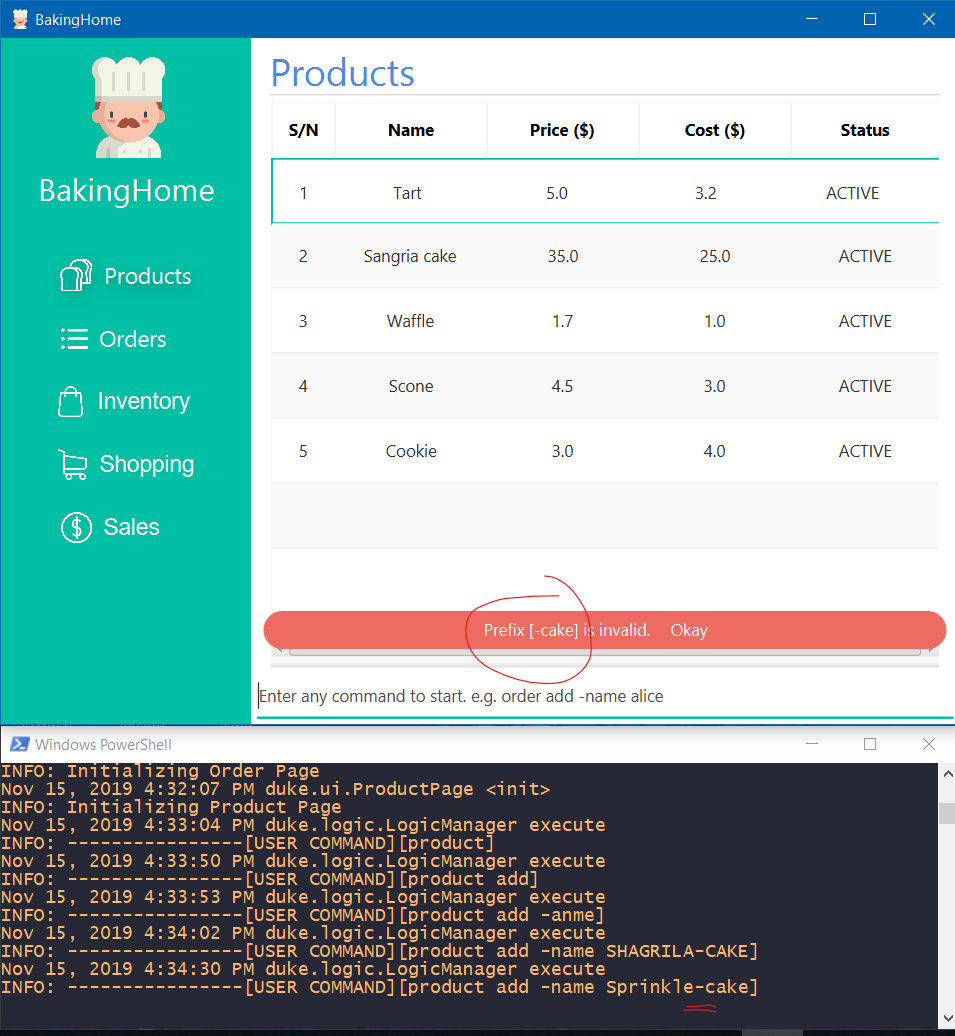 BakingHome
Products
S/N Name Price ($) Cost ($) Status
1 Tart 5.0 3.2 ACTIVE
2 Sangria cake 35.0 25.0 ACTIVE
3 Waffle 1.7 1.0 ACTIVE
4 Scone 4.5 3.0 ACTIVE
5 Cookie 3.0 4.0 ACTIVE
BakingHome
Products
Orders
Inventory
Shopping
Sales
Prefix [-cake] is invalid. Okay
Enter any command to start. e.g. order add -name alice
Windows PowerShell
INFO: Initializing Order Page
Nov 15, 2019 4:32:07 PM duke.ui.ProductPage <init>
INFO: Initializing Product Page
Nov 15, 2019 4:33:04 PM duke.logic.LogicManager execute
INFO: ----------------[USER COMMAND][product]
Nov 15, 2019 4:33:50 PM duke.logic.LogicManager execute
INFO: ----------------[USER COMMAND][product add]
Nov 15, 2019 4:33:53 PM duke.logic.LogicManager execute
INFO: ----------------[USER COMMAND][product add -anme]
Nov 15, 2019 4:34:02 PM duke.logic.LogicManager execute
INFO: ----------------[USER COMMAND][product add -name SHAGRILA-CAKE]
Nov 15, 2019 4:34:30 PM duke.logic.LogicManager execute
INFO: ----------------[USER COMMAND][product add -name Sprinkle-cake]